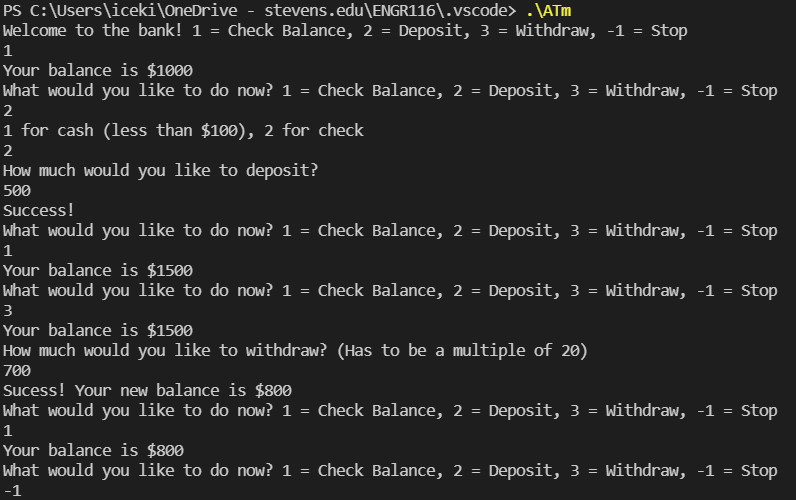 PS C:\Users\iceki\OneDrive - stevens.edu\ENGR116\.vscode> .\ATm
Welcome to the bank! 1 = Check Balance, 2 = Deposit, 3 = Withdraw, -1 = Stop
1
Your balance is $1000
What would you like to do now? 1 = Check Balance, 2 = Deposit, 3 = Withdraw, -1 = Stop
2
1 for cash (less than $100), 2 for check
2
How much would you like to deposit?
500
Success!
What would you like to do now? 1 = Check Balance, 2 = Deposit, 3 = Withdraw, -1 = Stop
1
Your balance is $1500
What would you like to do now? 1 = Check Balance, 2 = Deposit, 3 = Withdraw, -1 = Stop
3
Your balance is $1500
How much would you like to withdraw? (Has to be a multiple of 20)
700
Sucess! Your new balance is $800
What would you like to do now? 1 = Check Balance, 2 = Deposit, 3 = Withdraw, -1 = Stop
1
Your balance is $800
What would you like to do now? 1 = Check Balance, 2 = Deposit, 3 = Withdraw, -1 = Stop
-1